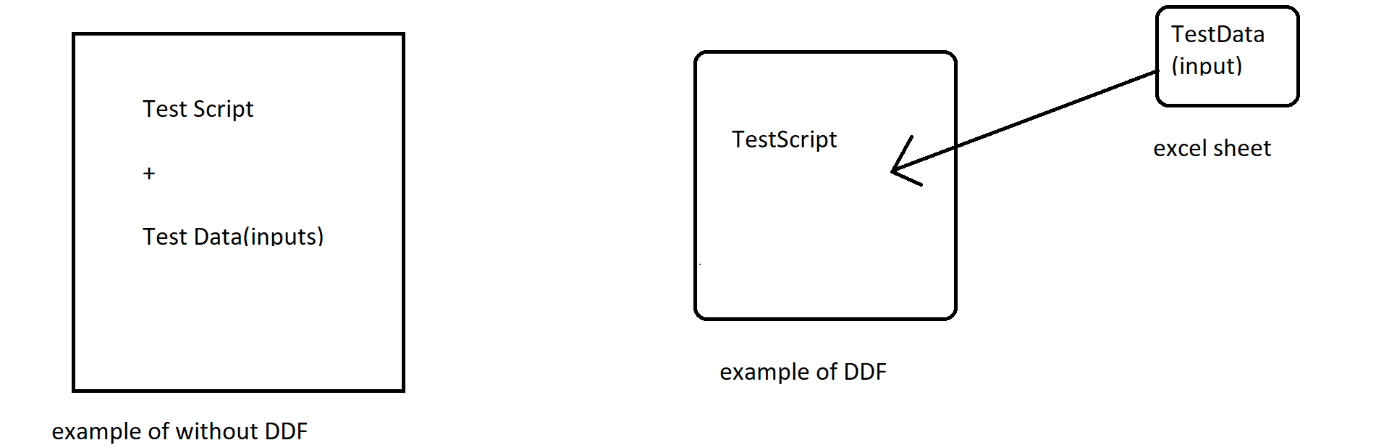 Test Script
+
Test Data(inputs)
example of without DDF
TestScript
example of DDF
TestData
(input)
excel sheet